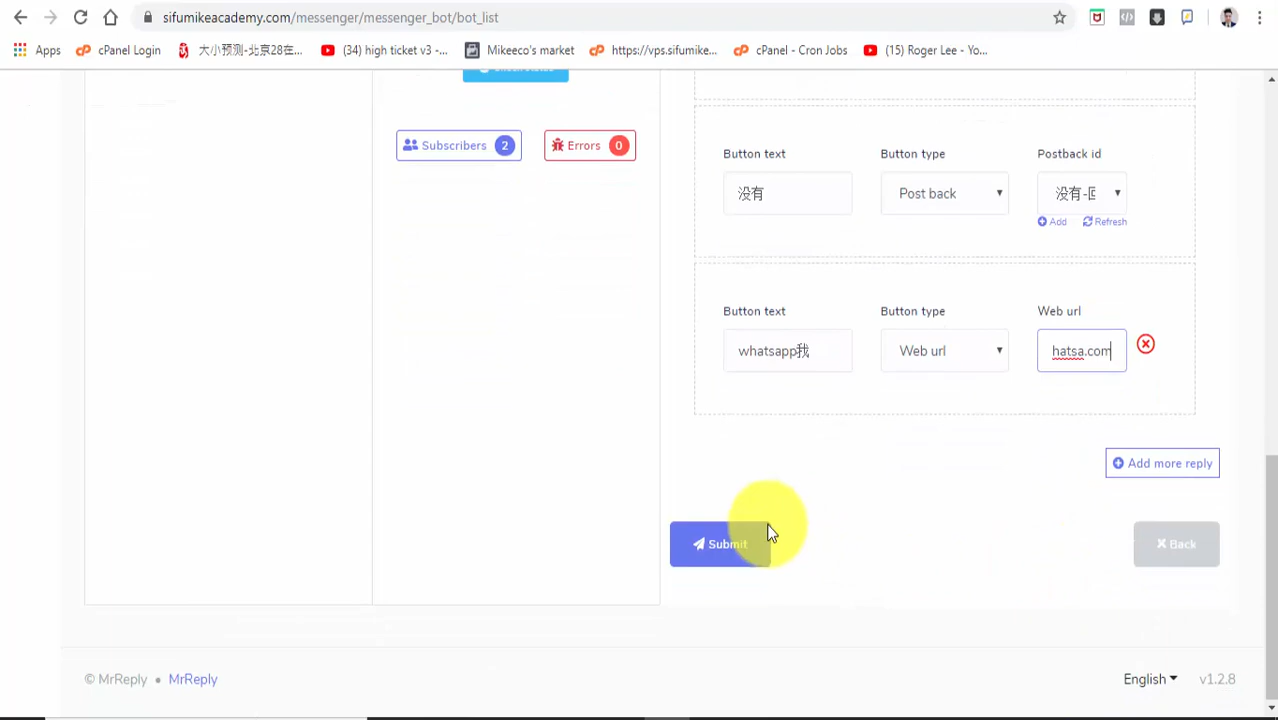 sifumikeacademy.com/messenger/messenger_bot/bot_list
Apps cPanel Login 大小预测-北京28在... (34) high ticket v3 -... Mikeeco's market https://vps.sifumike... cPanel - Cron Jobs (15) Roger Lee - Yo...
Subscribers 2 Errors 0
Button text Button type Postback id
没有 Post back 没有-
Add Refresh
Button text Button type Web url
whatsapp我 Web url hatsa.com
Add more reply
Submit Back
© MrReply • MrReply English v1.2.8